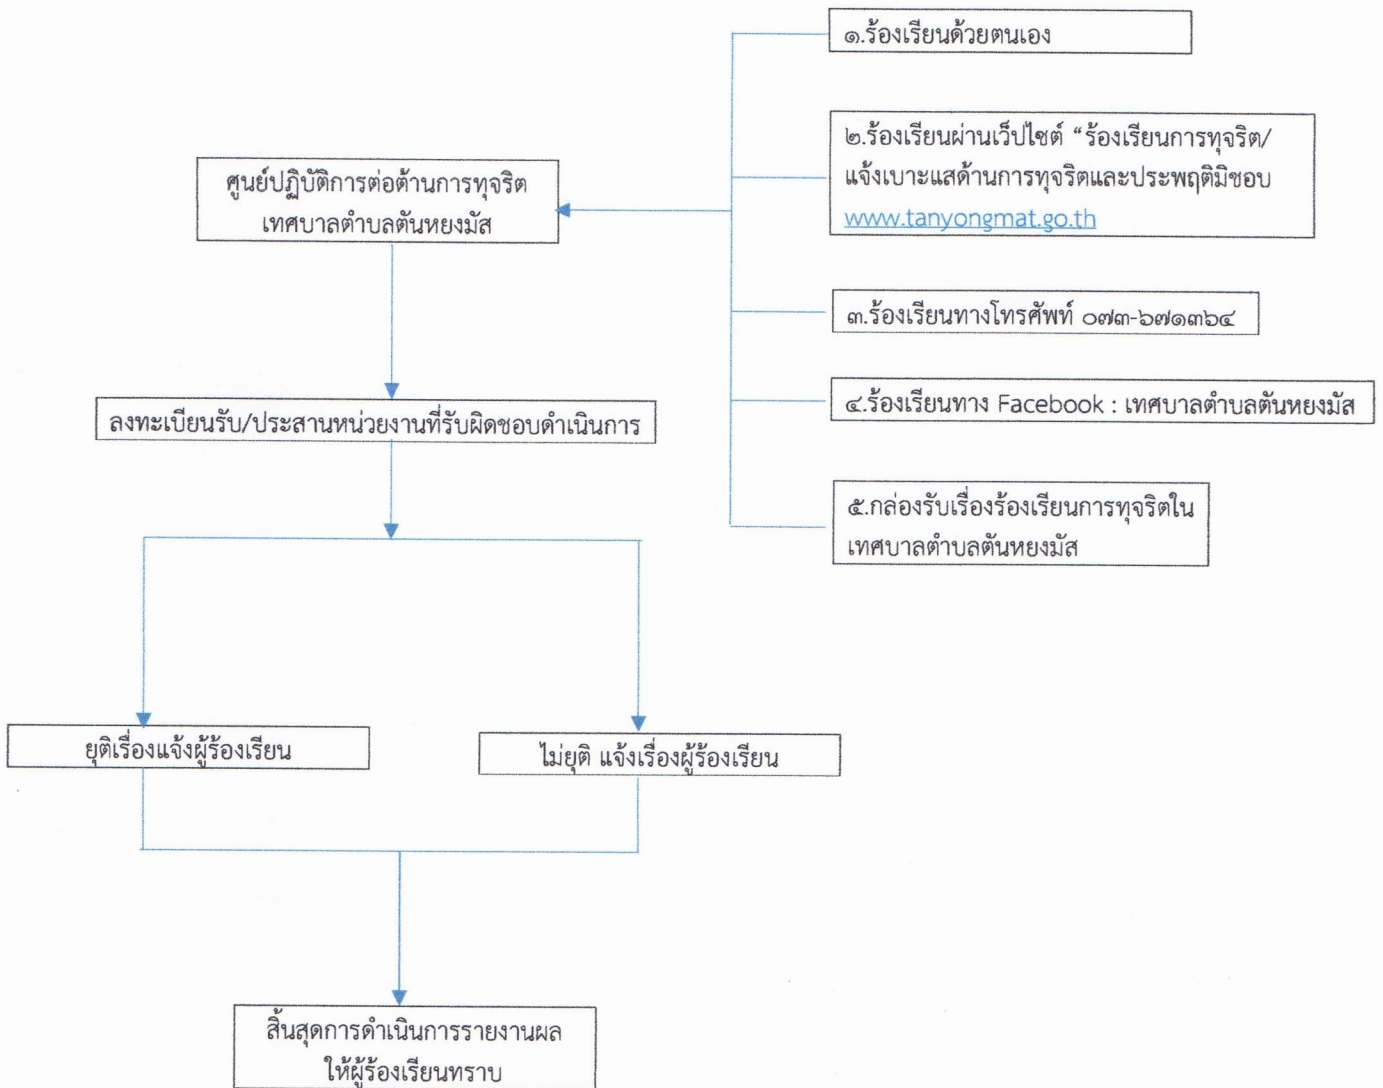 ๑.ร้องเรียนด้วยตนเอง
๒.ร้องเรียนผ่านเว็ปไซต์ “ร้องเรียนการทุจริต/
แจ้งเบาะแสด้านการทุจริตและประพฤติมิชอบ
www.tanyongmat.go.th
ศูนย์ปฏิบัติการต่อต้านการทุจริต
เทศบาลตำบลตันหยงมัส
๓.ร้องเรียนทางโทรศัพท์ ๐๗๓-๖๗๑๓๖๔
๔.ร้องเรียนทาง Facebook : เทศบาลตำบลตันหยงมัส
ลงทะเบียนรับ/ประสานหน่วยงานที่รับผิดชอบดำเนินการ
๕.กล่องรับเรื่องร้องเรียนการทุจริตใน
เทศบาลตำบลตันหยงมัส
ยุติเรื่องแจ้งผู้ร้องเรียน
ไม่ยุติ แจ้งเรื่องผู้ร้องเรียน
สิ้นสุดการดำเนินการรายงานผล
ให้ผู้ร้องเรียนทราบ